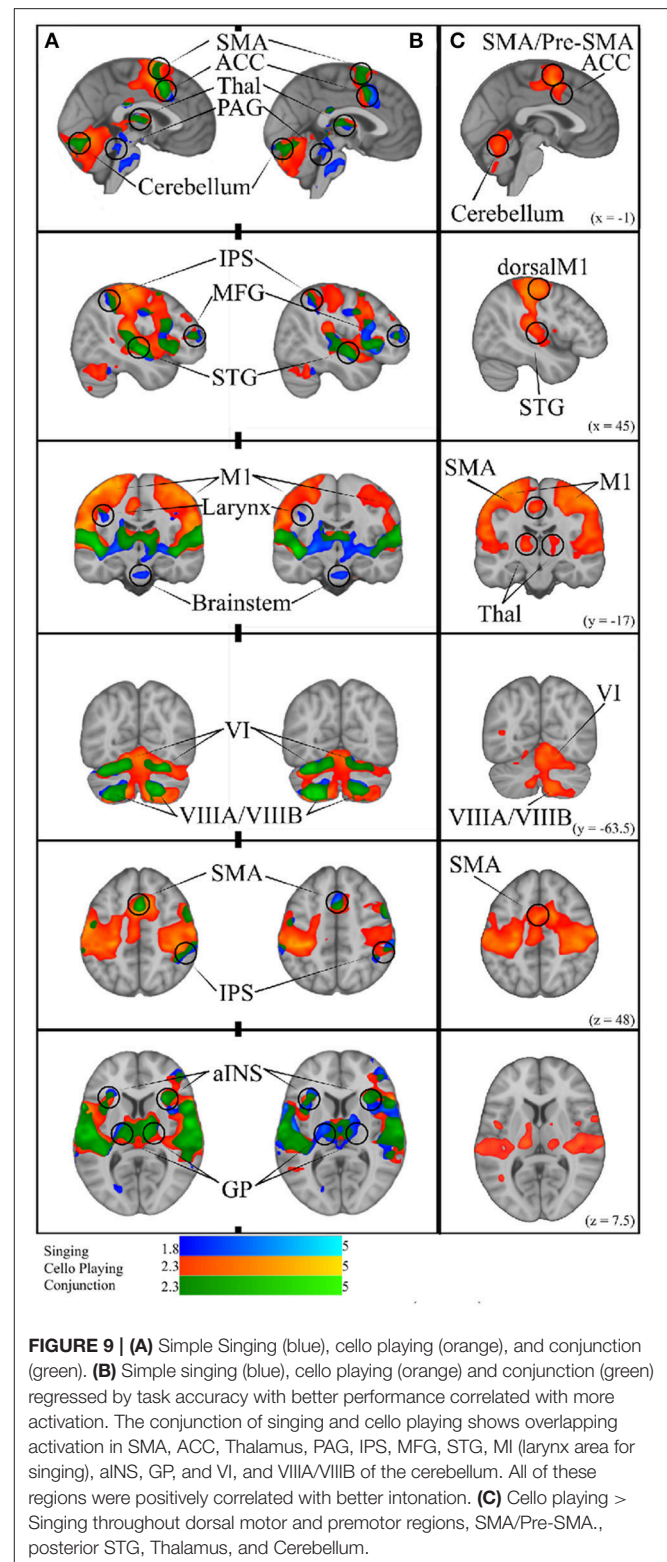 A
B
C
SMA
ACC
Thal
PAG
Cerebellum
SMA/Pre-SMA
ACC
Cerebellum
(x = -1)
IPS
MFG
STG
dorsalM1
STG
(x = 45)
M1
Larynx
Brainstem
SMA
M1
Thal
(y = -17)
VI
VIIIA/VIIIB
VI
VIIIA/VIIIB
(y = -63.5)
SMA
IPS
SMA
(z = 48)
aINS
GP
(z = 7.5)
Singing 1.8 5
Cello Playing 2.3 5
Conjunction 2.3 5
FIGURE 9 | (A) Simple Singing (blue), cello playing (orange), and conjunction
(green). (B) Simple singing (blue), cello playing (orange) and conjunction (green)
regressed by task accuracy with better performance correlated with more
activation. The conjunction of singing and cello playing shows overlapping
activation in SMA, ACC, Thalamus, PAG, IPS, MFG, STG, MI (larynx area for
singing), aINS, GP, and VI, and VIIIA/VIIIB of the cerebellum. All of these
regions were positively correlated with better intonation. (C) Cello playing >
Singing throughout dorsal motor and premotor regions, SMA/Pre-SMA.,
posterior STG, Thalamus, and Cerebellum.